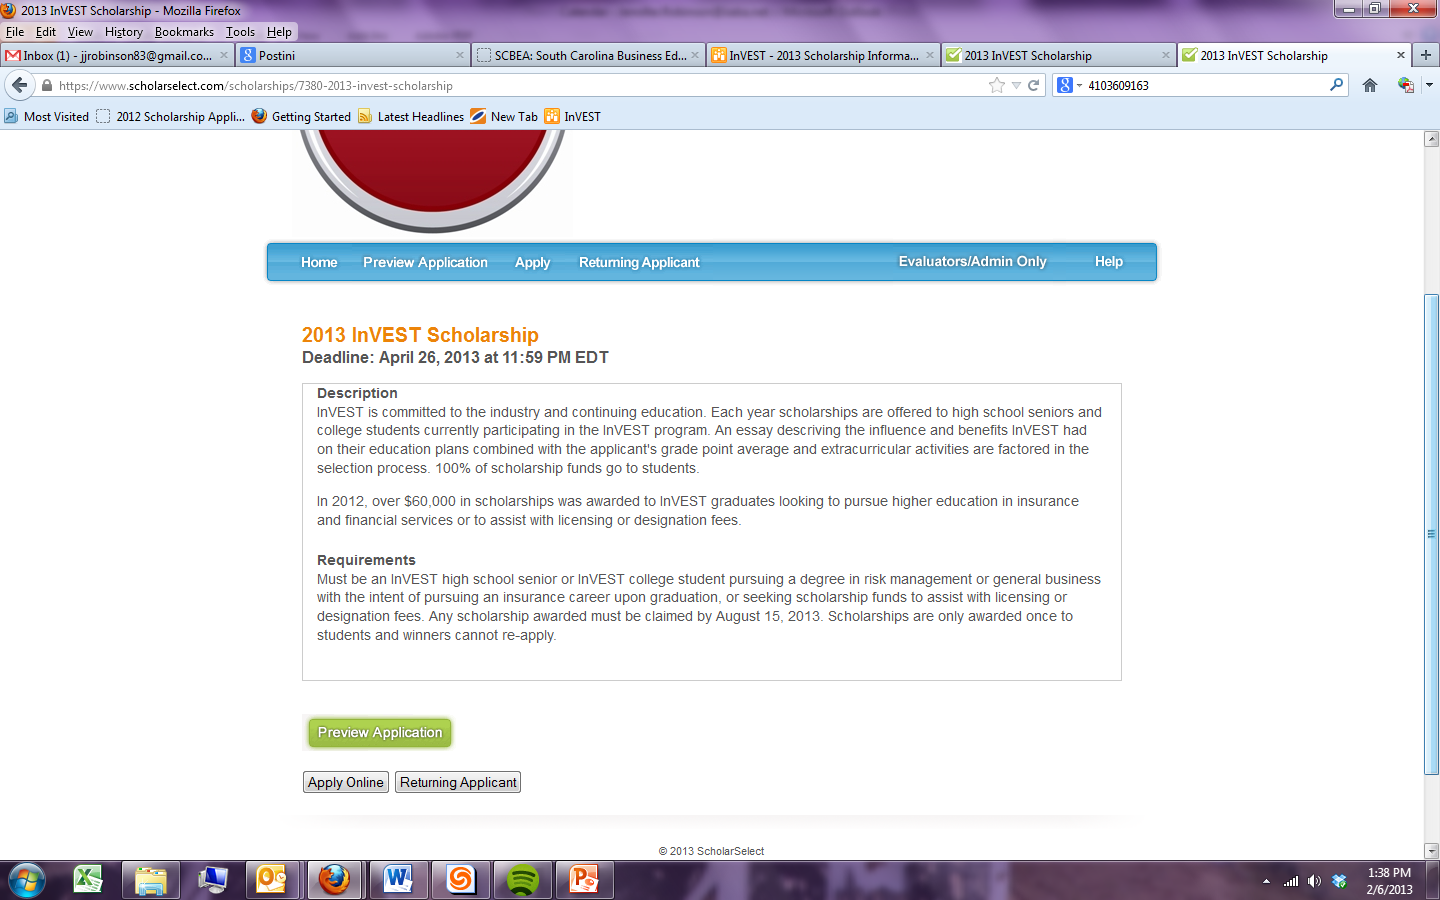 2013 InVEST Scholarship - Mozilla Firefox
File Edit View History Bookmarks Tools Help
Inbox (1) - jjrobinson83@gmail.co...
Postini
SCBEA: South Carolina Business Ed...
InVEST - 2013 Scholarship Informa...
2013 InVEST Scholarship
2013 InVEST Scholarship
https://www.scholarselect.com/scholarships/7380-2013-invest-scholarship
4103609163
Most Visited 2012 Scholarship Appli... Getting Started Latest Headlines New Tab InVEST
Home Preview Application Apply Returning Applicant Evaluators/Admin Only Help
2013 InVEST Scholarship
Deadline: April 26, 2013 at 11:59 PM EDT
Description
InVEST is committed to the industry and continuing education. Each year scholarships are offered to high school seniors and
college students currently participating in the InVEST program. An essay descriving the influence and benefits InVEST had
on their education plans combined with the applicant's grade point average and extracurricular activities are factored in the
selection process. 100% of scholarship funds go to students.
In 2012, over $60,000 in scholarships was awarded to InVEST graduates looking to pursue higher education in insurance
and financial services or to assist with licensing or designation fees.
Requirements
Must be an InVEST high school senior or InVEST college student pursuing a degree in risk management or general business
with the intent of pursuing an insurance career upon graduation, or seeking scholarship funds to assist with licensing or
designation fees. Any scholarship awarded must be claimed by August 15, 2013. Scholarships are only awarded once to
students and winners cannot re-apply.
Preview Application
Apply Online Returning Applicant
© 2013 ScholarSelect
1:38 PM
2/6/2013